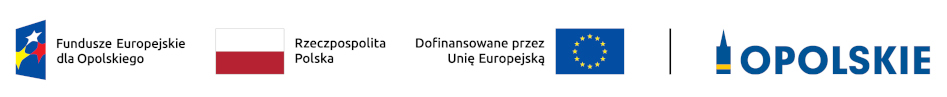 Fundusze Europejskie
dla Opolskiego
Rzeczpospolita
Polska
Dofinansowane przez
Unię Europejską
OPOLSKIE